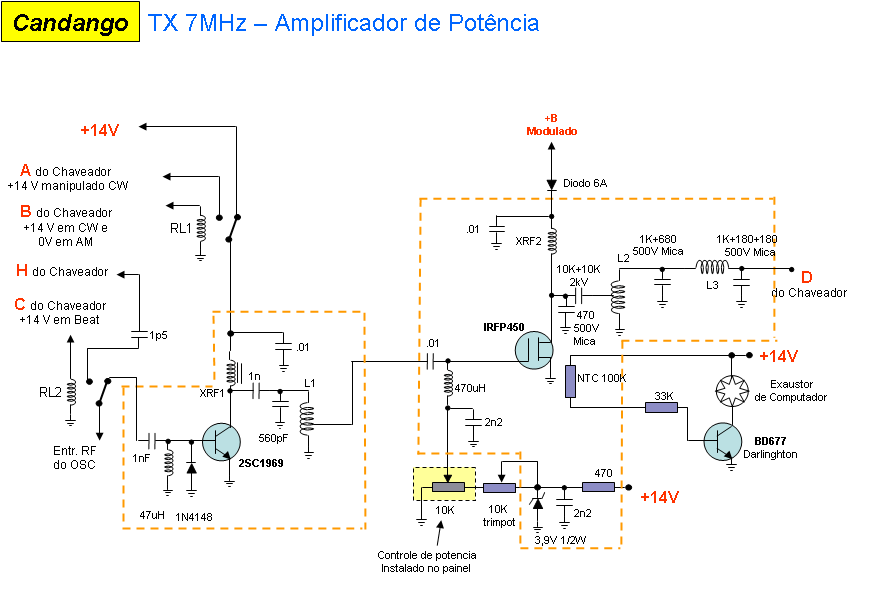 Candango TX 7MHz – Amplificador de Potência
+14V
A do Chaveador
+14 V manipulado CW
B do Chaveador
+14 V em CW e
0V em AM
RL1
H do Chaveador
C do Chaveador
+14 V em Beat
1p5
RL2
Entr. RF
do OSC
1nF
47uH
1N4148
2SC1969
XRF1
.01
1n
560pF
L1
+B
Modulado
Diodo 6A
.01
XRF2
10K+10K
2kV
470
500V
Mica
IRFP450
L2
1K+680
500V Mica
L3
1K+180+180
500V Mica
D
do Chaveador
.01
470uH
2n2
10K
Controle de potencia
Instalado no painel
10K
trimpot
3,9V 1/2W
2n2
470
+14V
NTC 100K
33K
+14V
Exaustor
de Computador
BD677
Darlinghton